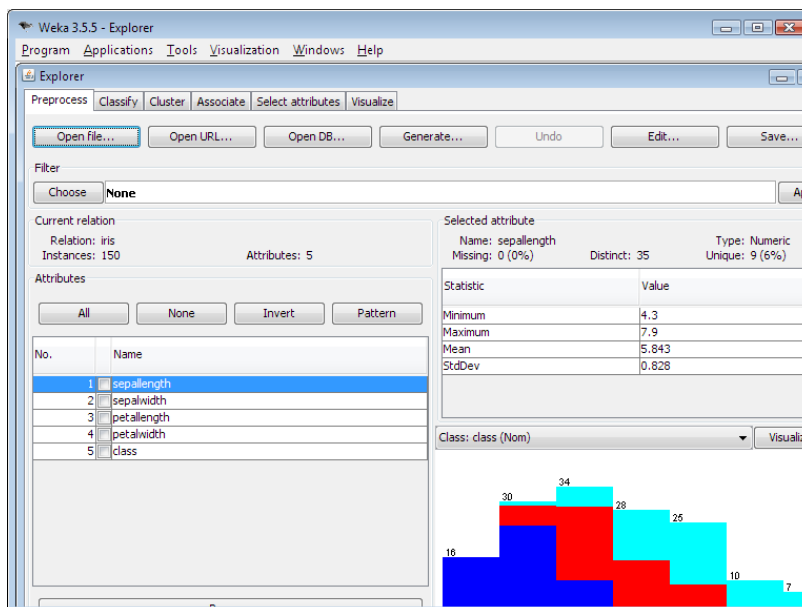 Weka 3.5.5 - Explorer
Program Applications Tools Visualization Windows Help
Explorer
Preprocess Classify Cluster Associate Select attributes Visualize
Open file... Open URL... Open DB... Generate... Undo Edit... Save...
Filter
Choose None
Current relation
Relation: iris
Instances: 150 Attributes: 5
Attributes
All None Invert Pattern
No. Name
1 sepallength
2 sepalwidth
3 petallength
4 petalwidth
5 class
Selected attribute
Name: sepallength Type: Numeric
Missing: 0 (0%) Distinct: 35 Unique: 9 (6%)
Statistic Value
Minimum 4.3
Maximum 7.9
Mean 5.843
StdDev 0.828
Class: class (Nom)
16 30 34 28 25 10 7